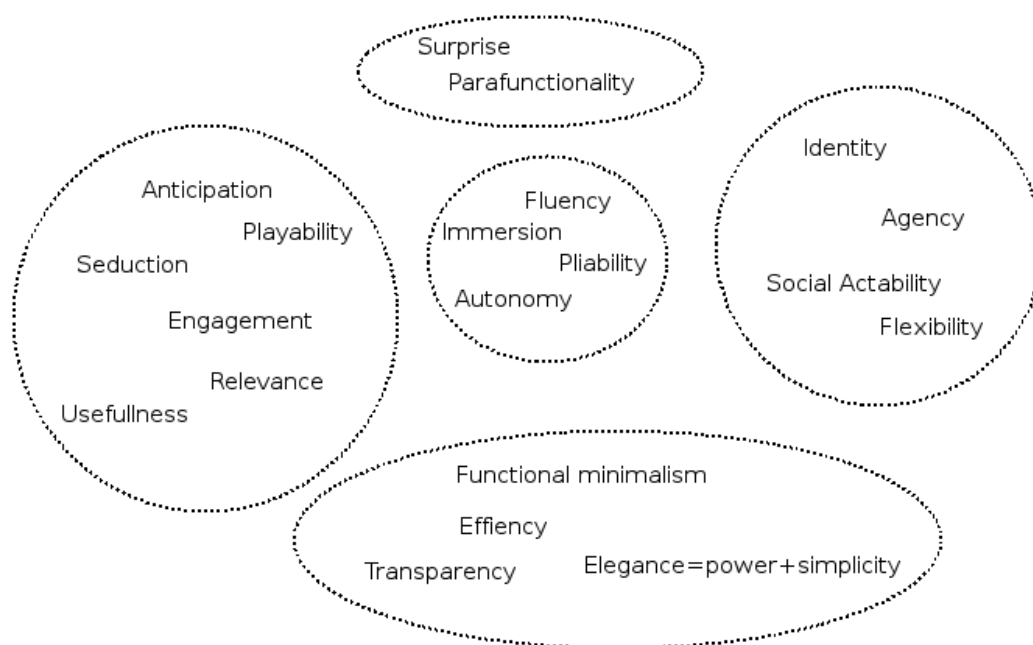 Surprise
Parafunctionality
Anticipation
Playability
Seduction
Engagement
Relevance
Usefullness
Fluency
Immersion
Pliability
Autonomy
Identity
Agency
Social Actability
Flexibility
Functional minimalism
Effiency
Transparency
Elegance=power+simplicity